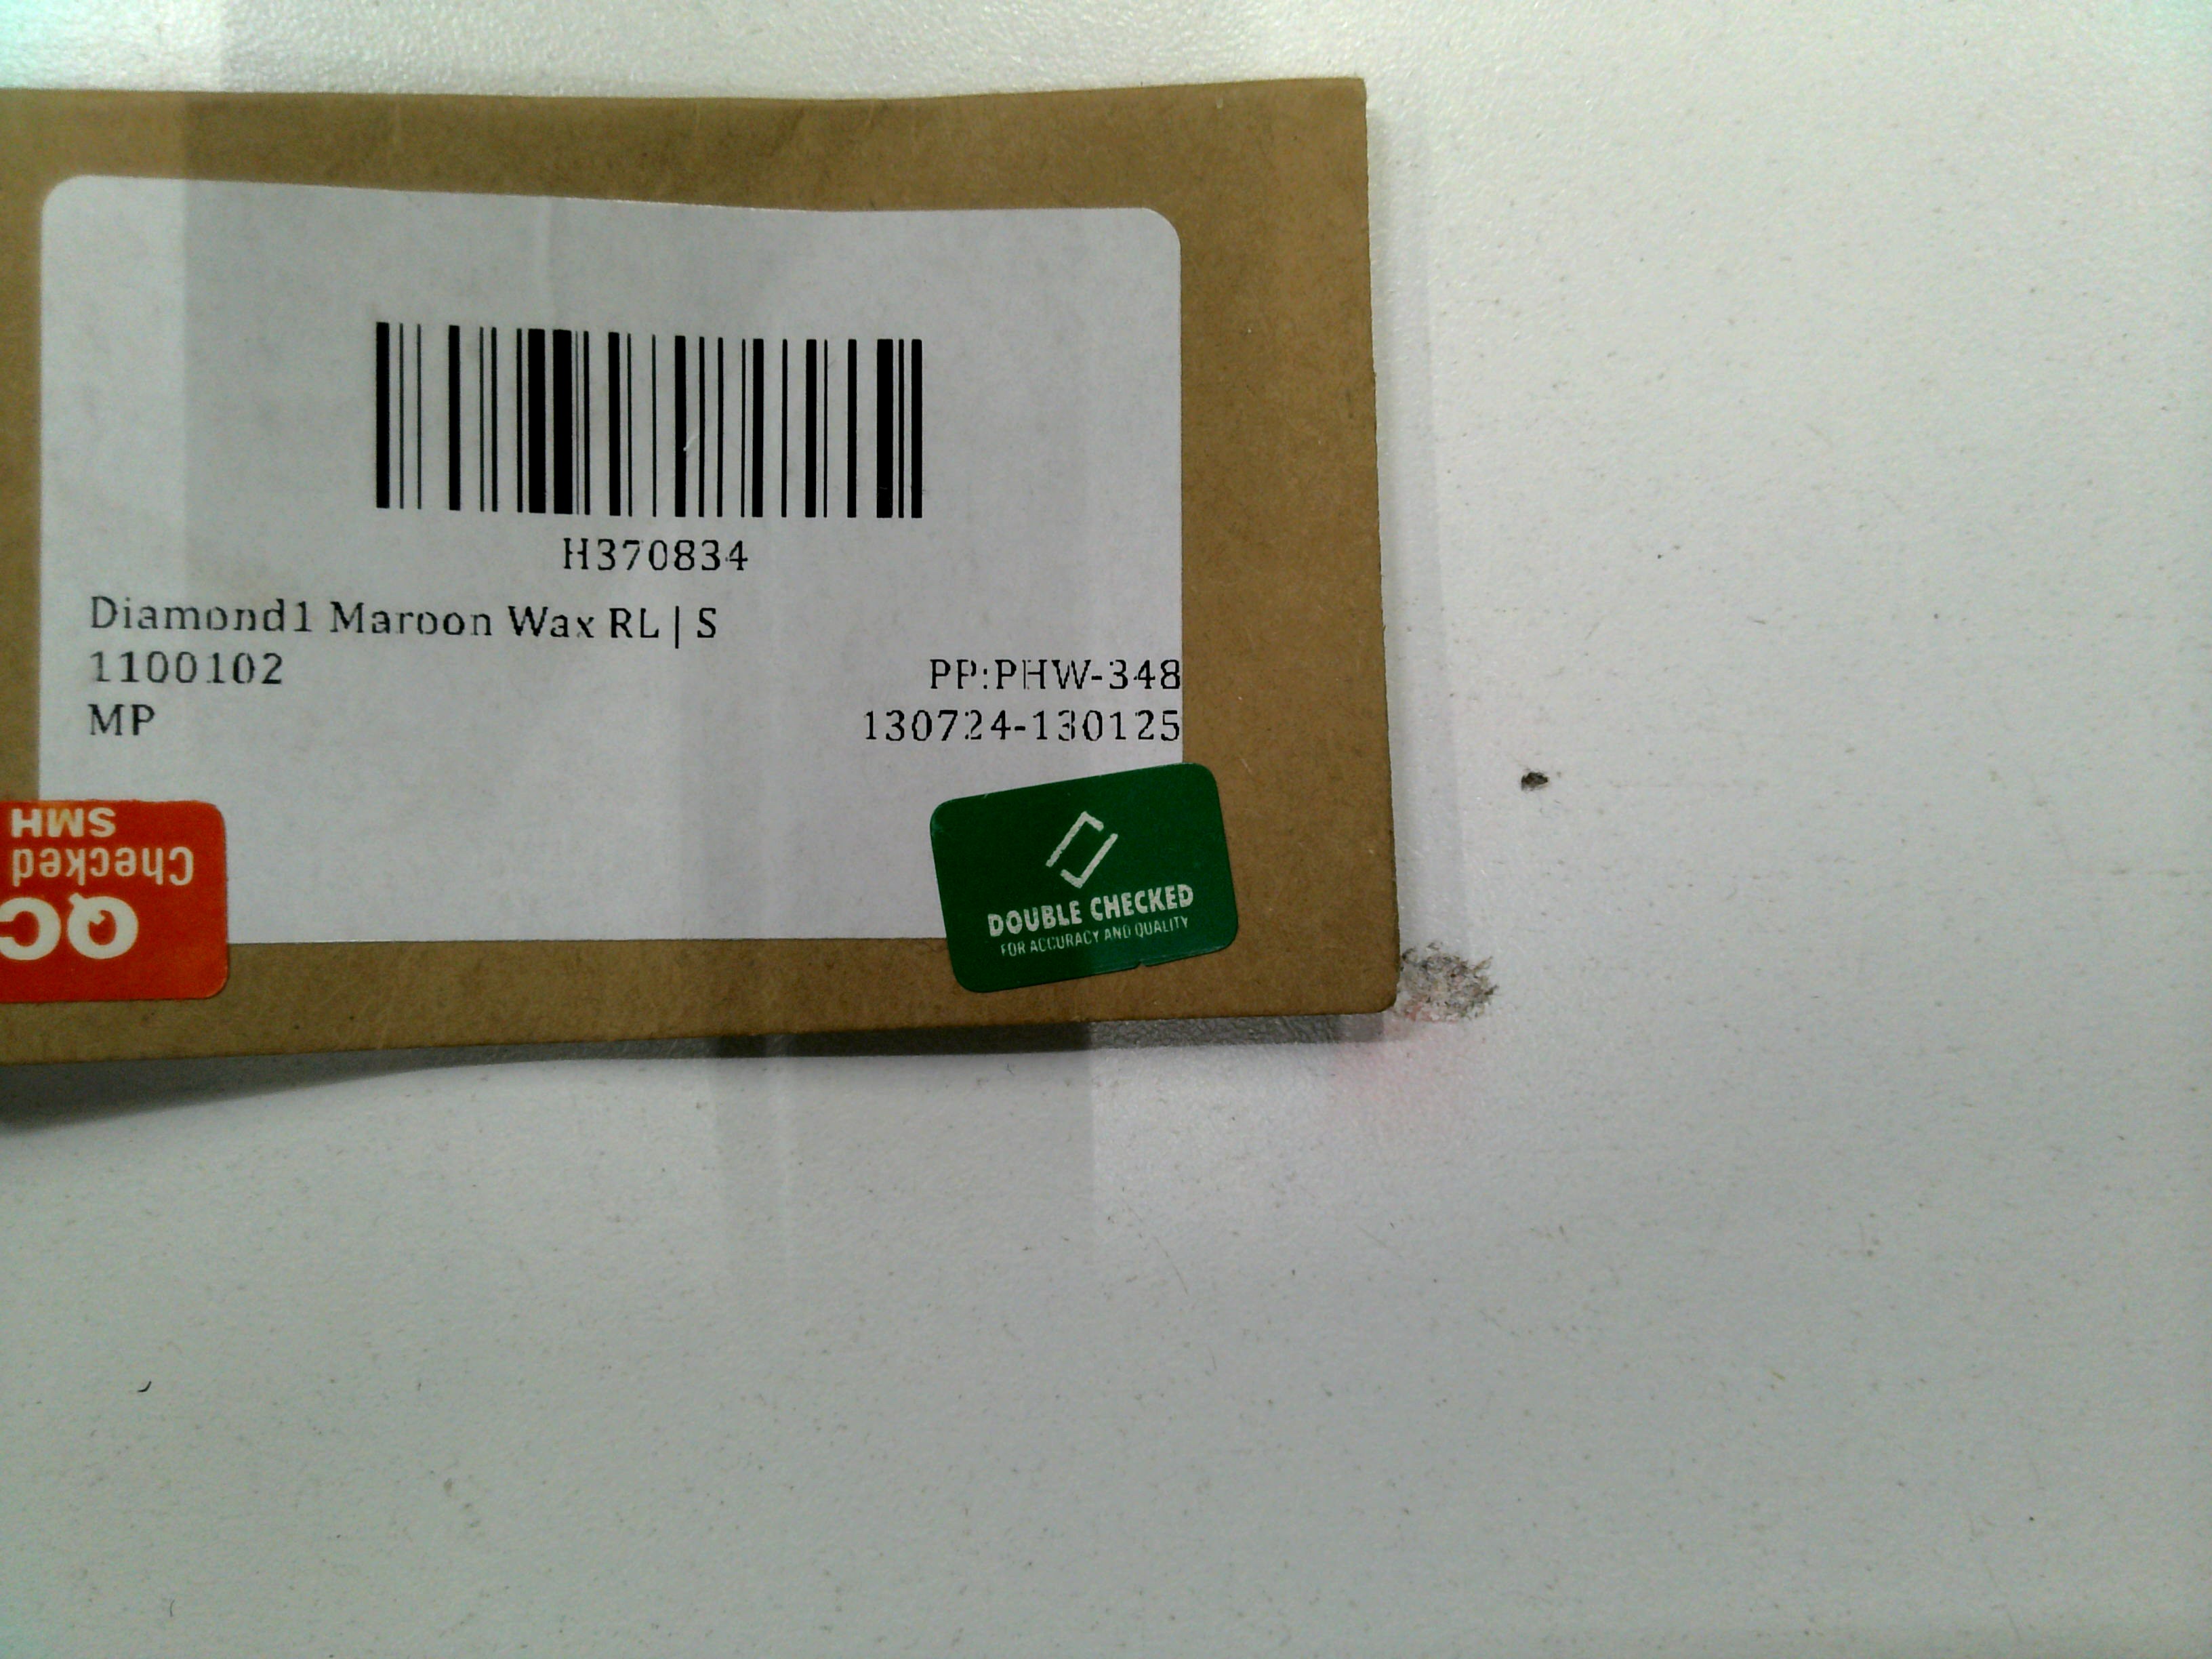 H370834
Diamond1 Maroon Wax RL | S
1100102
PP:PHW-348
MP
130724-130125
QC
Checked
SMH
DOUBLE CHECKED
FOR ACCURACY AND QUALITY